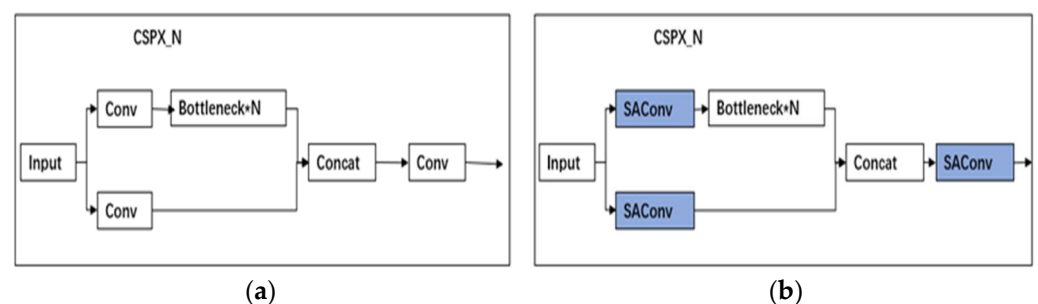 CSPX_N
Conv
Bottleneck*N
Input
Concat
Conv
Conv
(a)
CSPX_N
SAConv
Bottleneck*N
Input
Concat
SAConv
SAConv
(b)